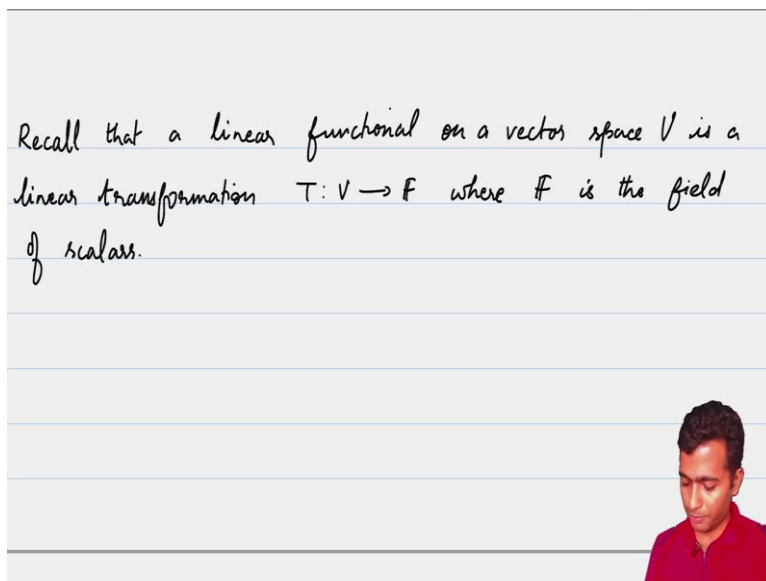 Recall that a linear functional on a vector space V is a
linear transformation T: V → F where F is the field
of scalars.